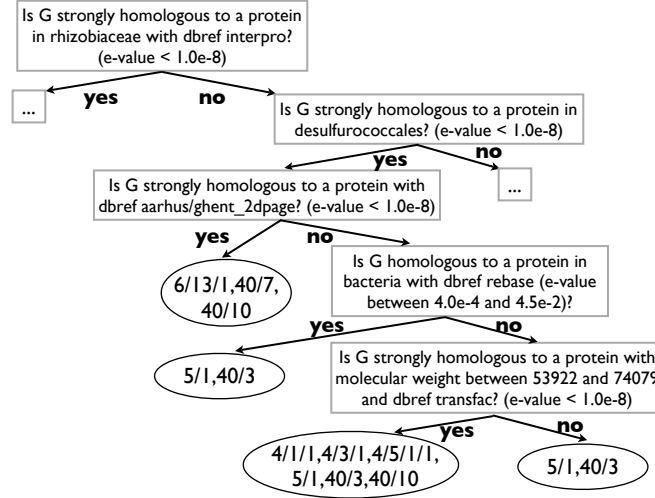 Is G strongly homologous to a protein
in rhizobiaceae with dbref interpro?
(e-value < 1.0e-8)
yes
no
...
Is G strongly homologous to a protein in
desulfurococcales? (e-value < 1.0e-8)
yes
no
...
Is G strongly homologous to a protein with
dbref aarhus/ghent_2dpage? (e-value < 1.0e-8)
yes
no
6/13/1,40/7,
40/10
Is G homologous to a protein in
bacteria with dbref rebase (e-value
between 4.0e-4 and 4.5e-2)?
yes
no
5/1,40/3
Is G strongly homologous to a protein with
molecular weight between 53922 and 74079
and dbref transfac? (e-value < 1.0e-8)
yes
no
4/1/1,4/3/1,4/5/1/1,
5/1,40/3,40/10
5/1,40/3